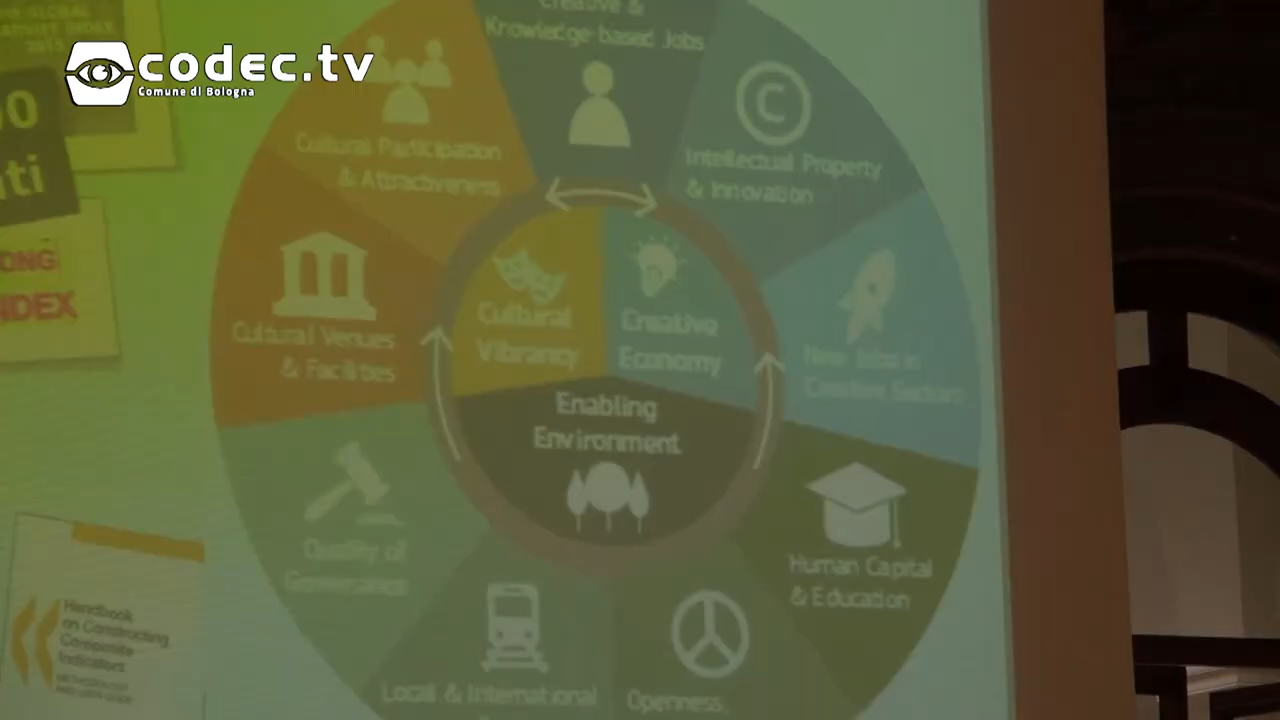 codec.tv
Comune di Bologna
Creative &
Knowledge-based Jobs
Cultural Participation
& Attractiveness
Intellectual Property
& Innovation
Cultural Venues
& Facilities
Cultural
Vibrancy
Creative
Economy
New Jobs in
Creative Sectors
Enabling
Environment
Quality of
Governance
Human Capital
& Education
Local & International
Openness,
INDEX
Handbook
on Constructing
Composite
Indicators